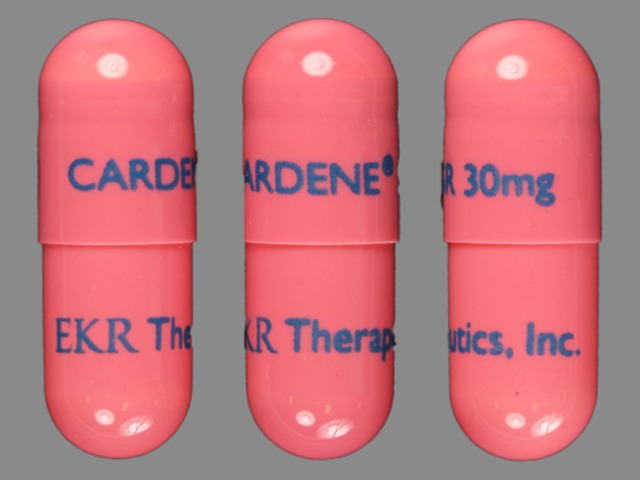 CARDE
ARDENE®
R 30mg
EKR The
KR Therap
utics, Inc.